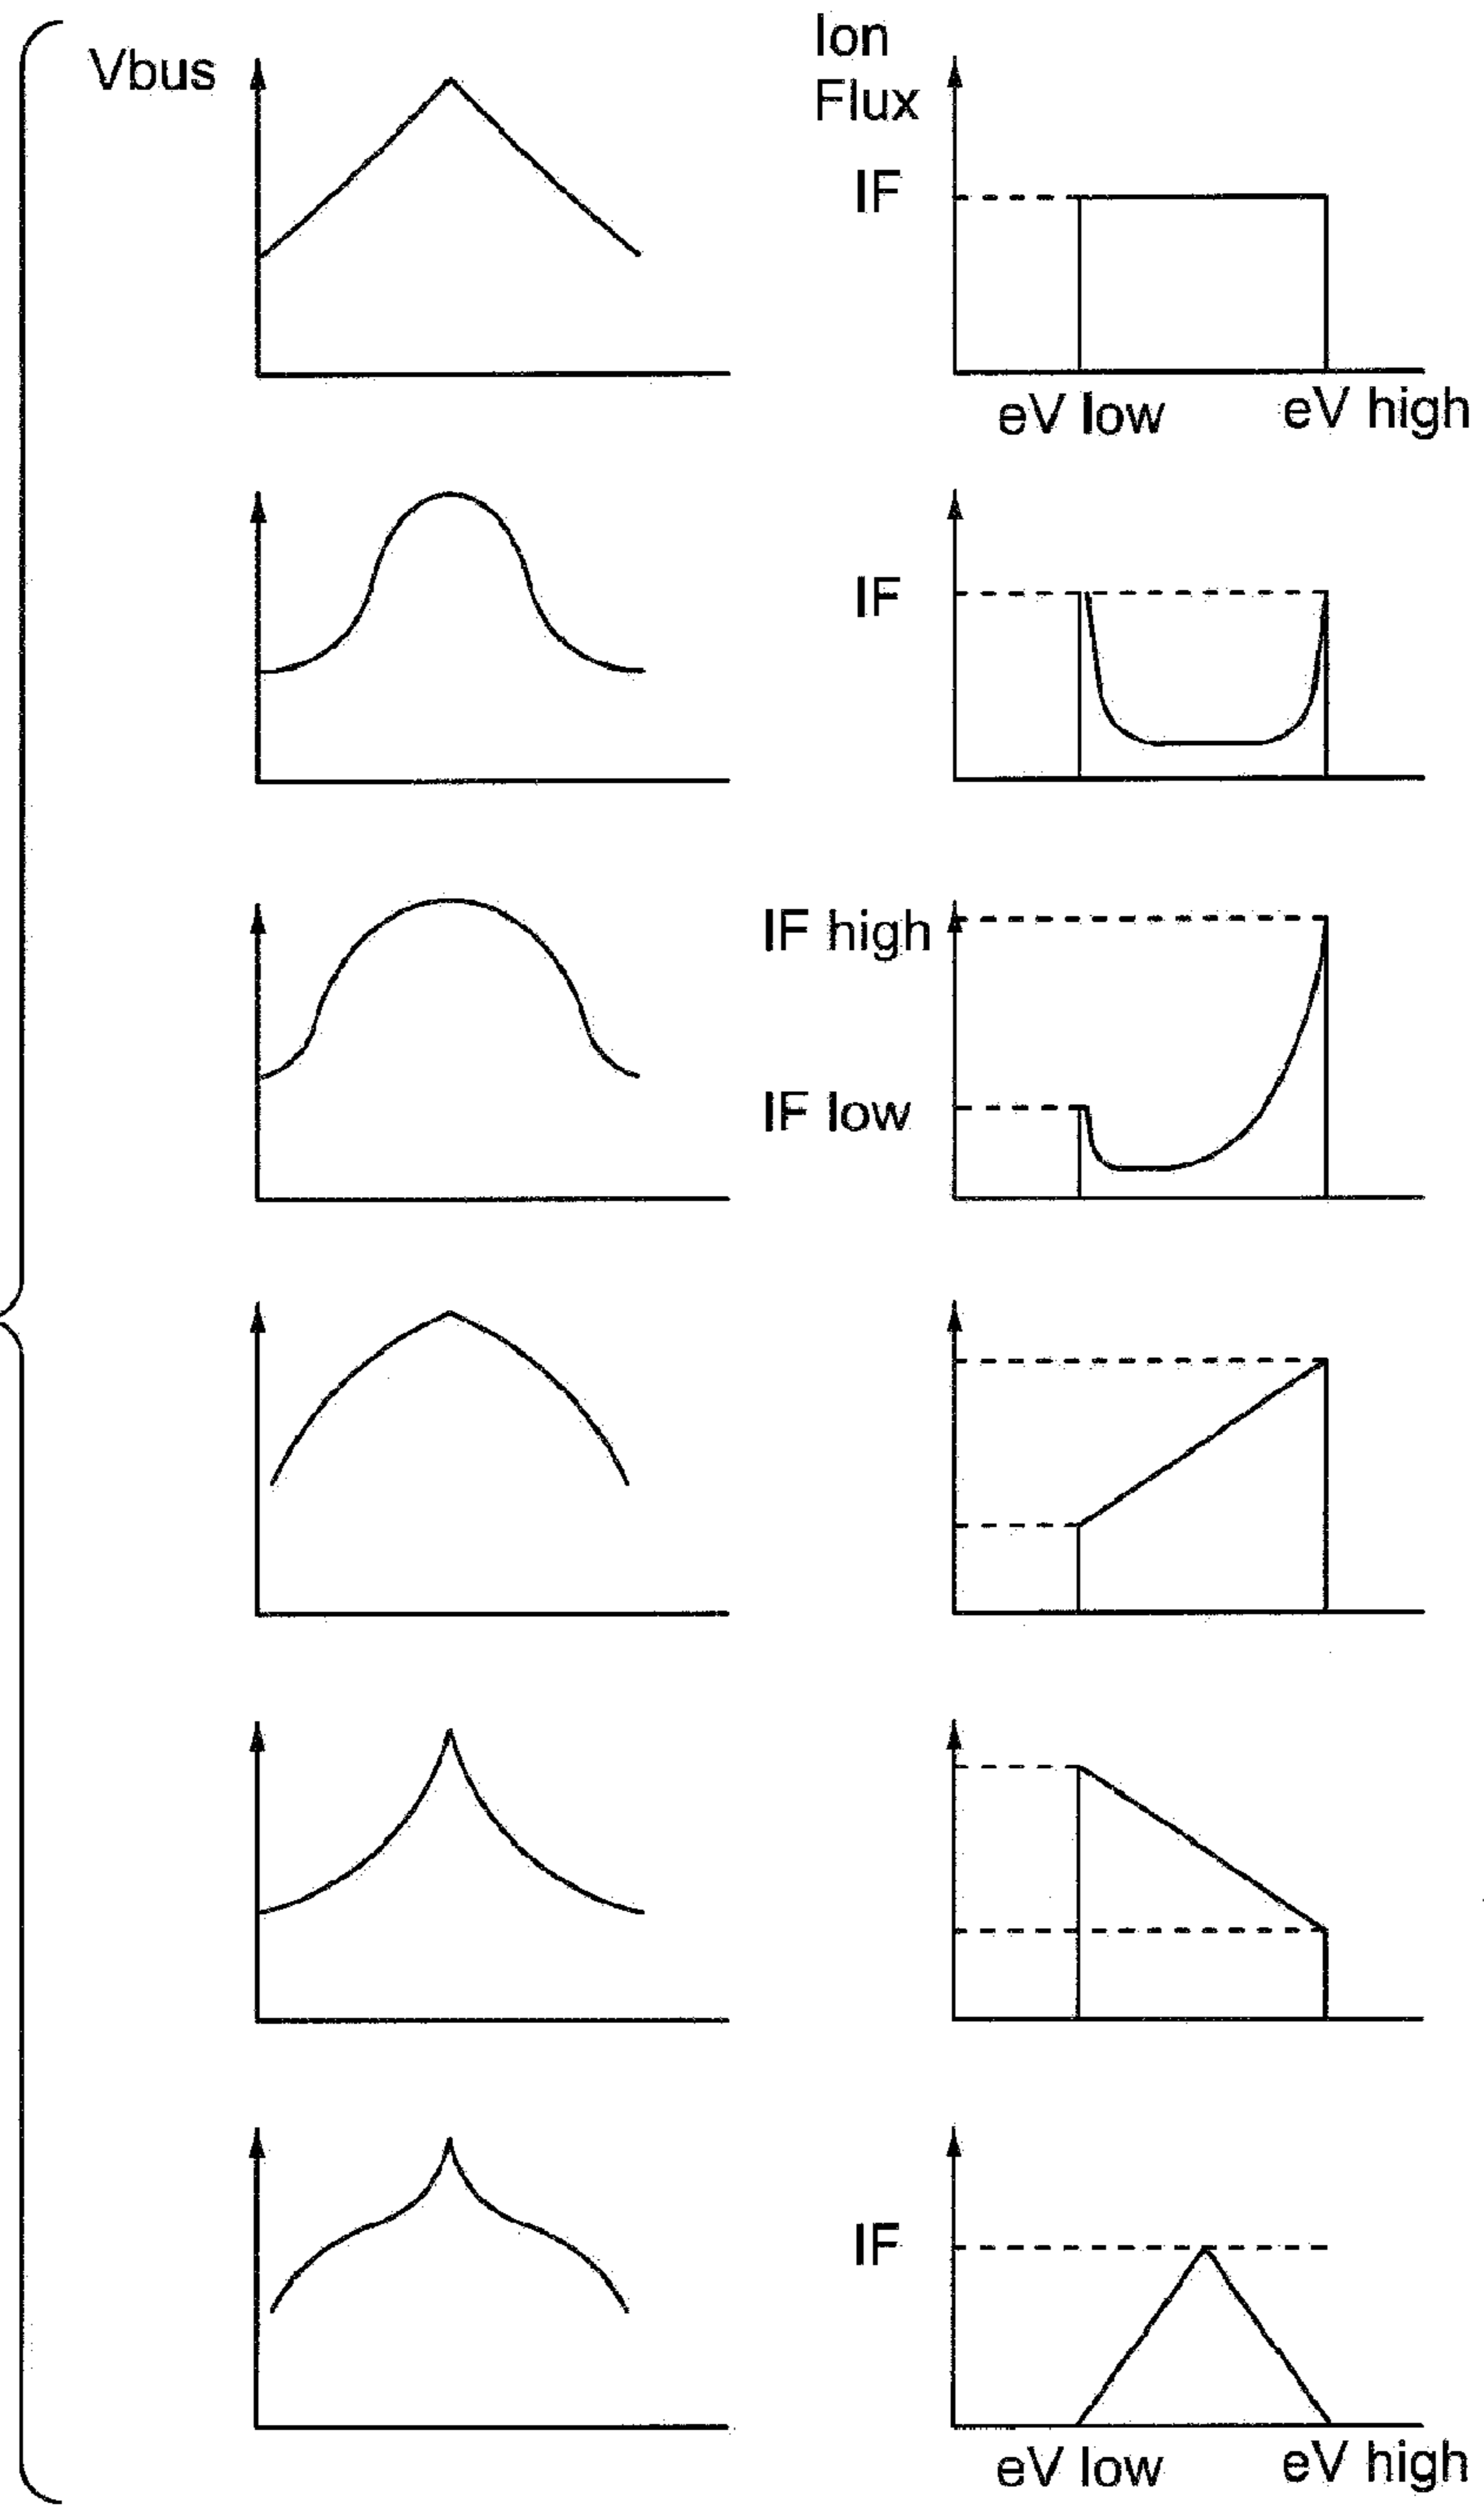 Vbus
Ion
Flux
IF
eV low
eV high
IF
IF high
IF low
IF
eV low
eV high